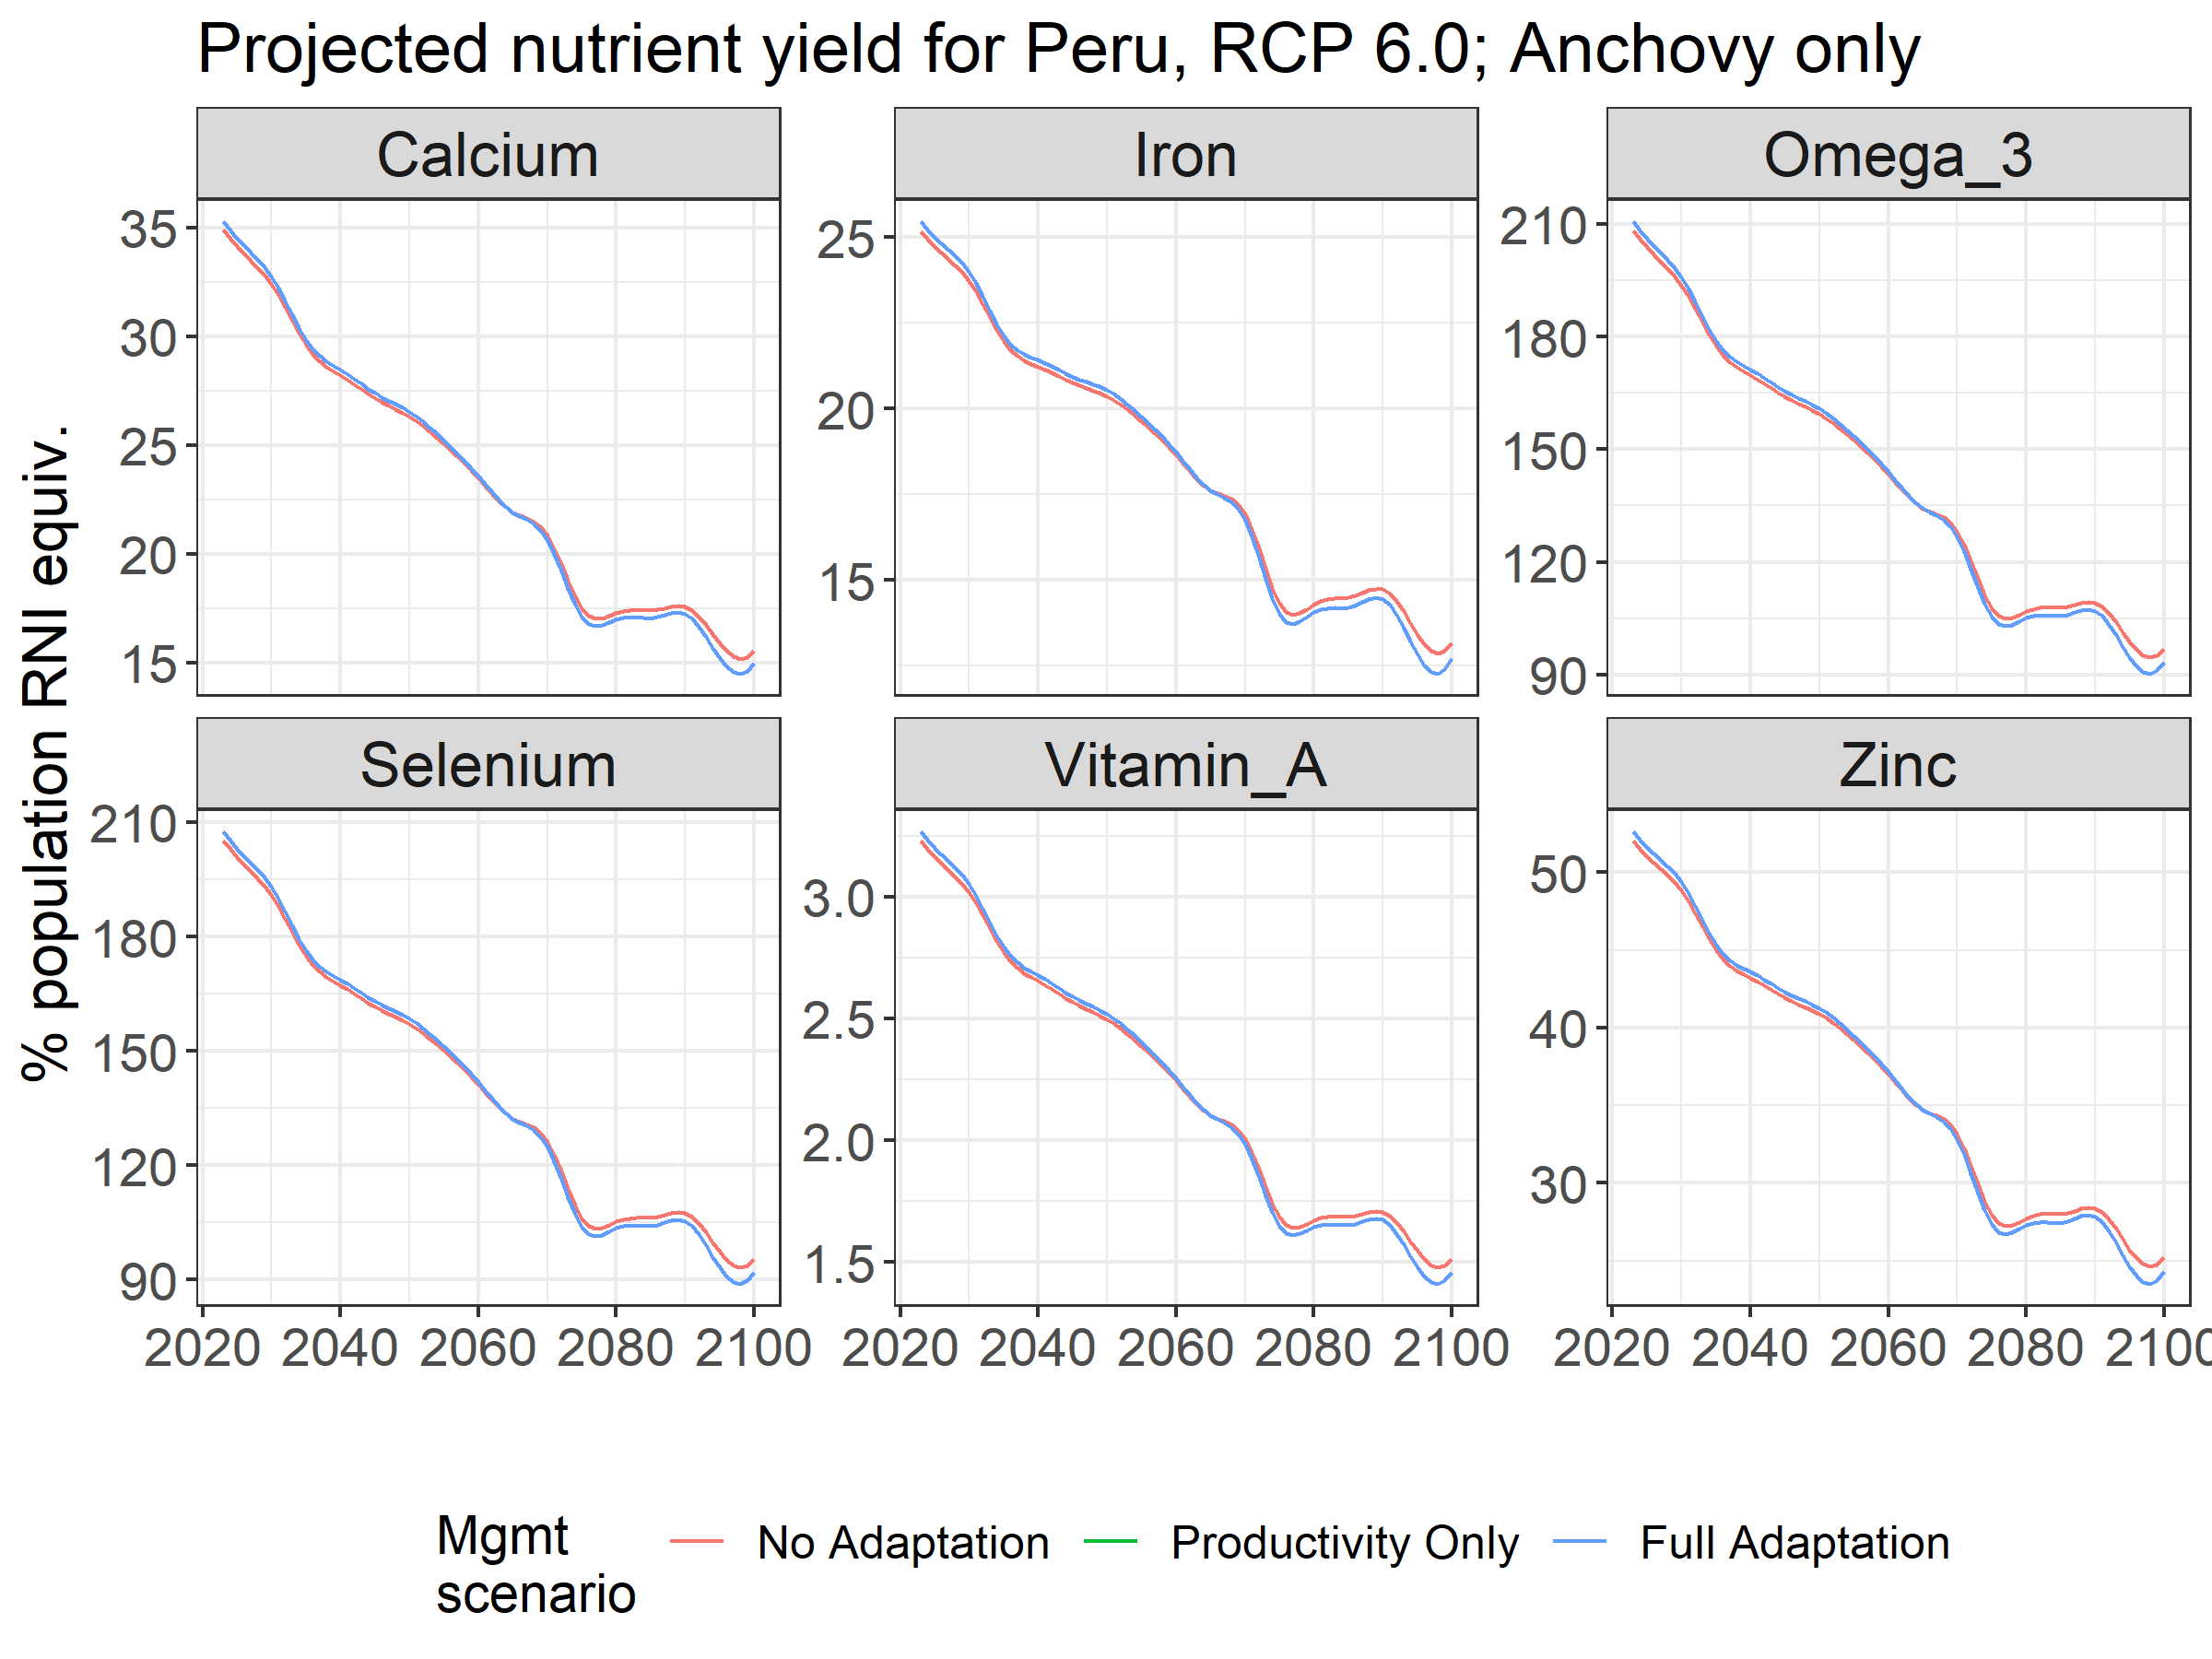 Projected nutrient yield for Peru, RCP 6.0; Anchovy only
Calcium
Iron
Omega_3
35
30
25
20
15
25
20
15
210
180
150
120
90
% population RNI equiv.
Selenium
Vitamin_A
Zinc
210
180
150
120
90
3.0
2.5
2.0
1.5
50
40
30
2020 2040 2060 2080 2100
2020 2040 2060 2080 2100
2020 2040 2060 2080 2100
Mgmt
scenario
No Adaptation
Productivity Only
Full Adaptation